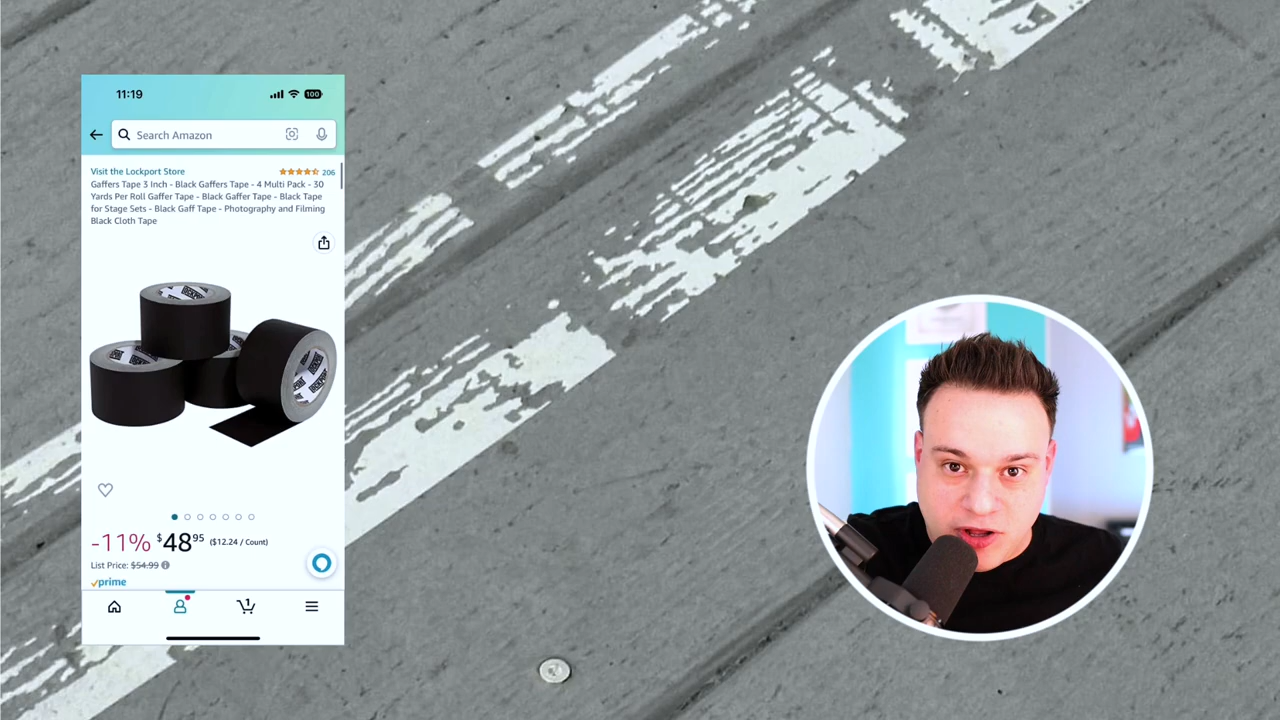 11:19
100
Search Amazon
Visit the Lockport Store
206
Gaffers Tape 3 Inch - Black Gaffers Tape - 4 Multi Pack - 30
Yards Per Roll Gaffer Tape - Black Gaffer Tape - Black Tape
for Stage Sets - Black Gaff Tape - Photography and Filming
Black Cloth Tape
LOCKPORT
LOCKPORT
-11% $48 95 ($12.24 / Count)
List Price: $54.99
prime
1